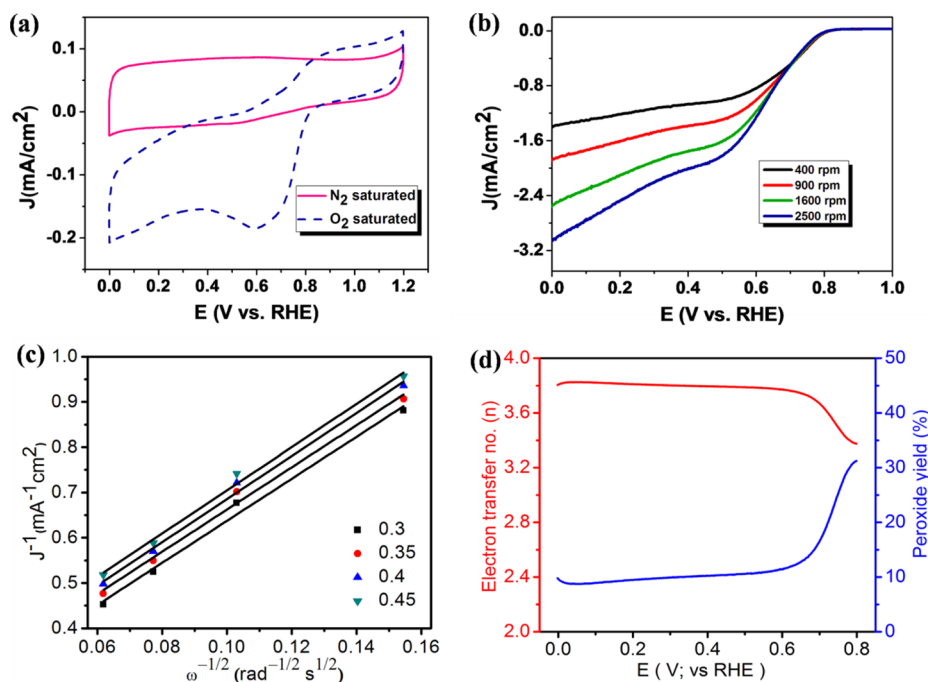 (a)
J(mA/cm²)
0.1
0.0
-0.1
-0.2
N₂ saturated
O₂ saturated
0.0 0.2 0.4 0.6 0.8 1.0 1.2
E (V vs. RHE)
(b)
J(mA/cm²)
0.0
-0.8
-1.6
-2.4
-3.2
400 rpm
900 rpm
1600 rpm
2500 rpm
0.0 0.2 0.4 0.6 0.8 1.0
E (V vs. RHE)
(c)
J⁻¹(mA⁻¹cm²)
1.0
0.9
0.8
0.7
0.6
0.5
0.4
0.3
0.35
0.4
0.45
0.06 0.08 0.10 0.12 0.14 0.16
ω⁻¹/² (rad⁻¹/² s¹/²)
(d)
Electron transfer no. (n)
4.0
3.6
3.2
2.8
2.4
2.0
50
40
30
20
10
0
Peroxide yield (%)
0.0 0.2 0.4 0.6 0.8
E ( V; vs RHE )